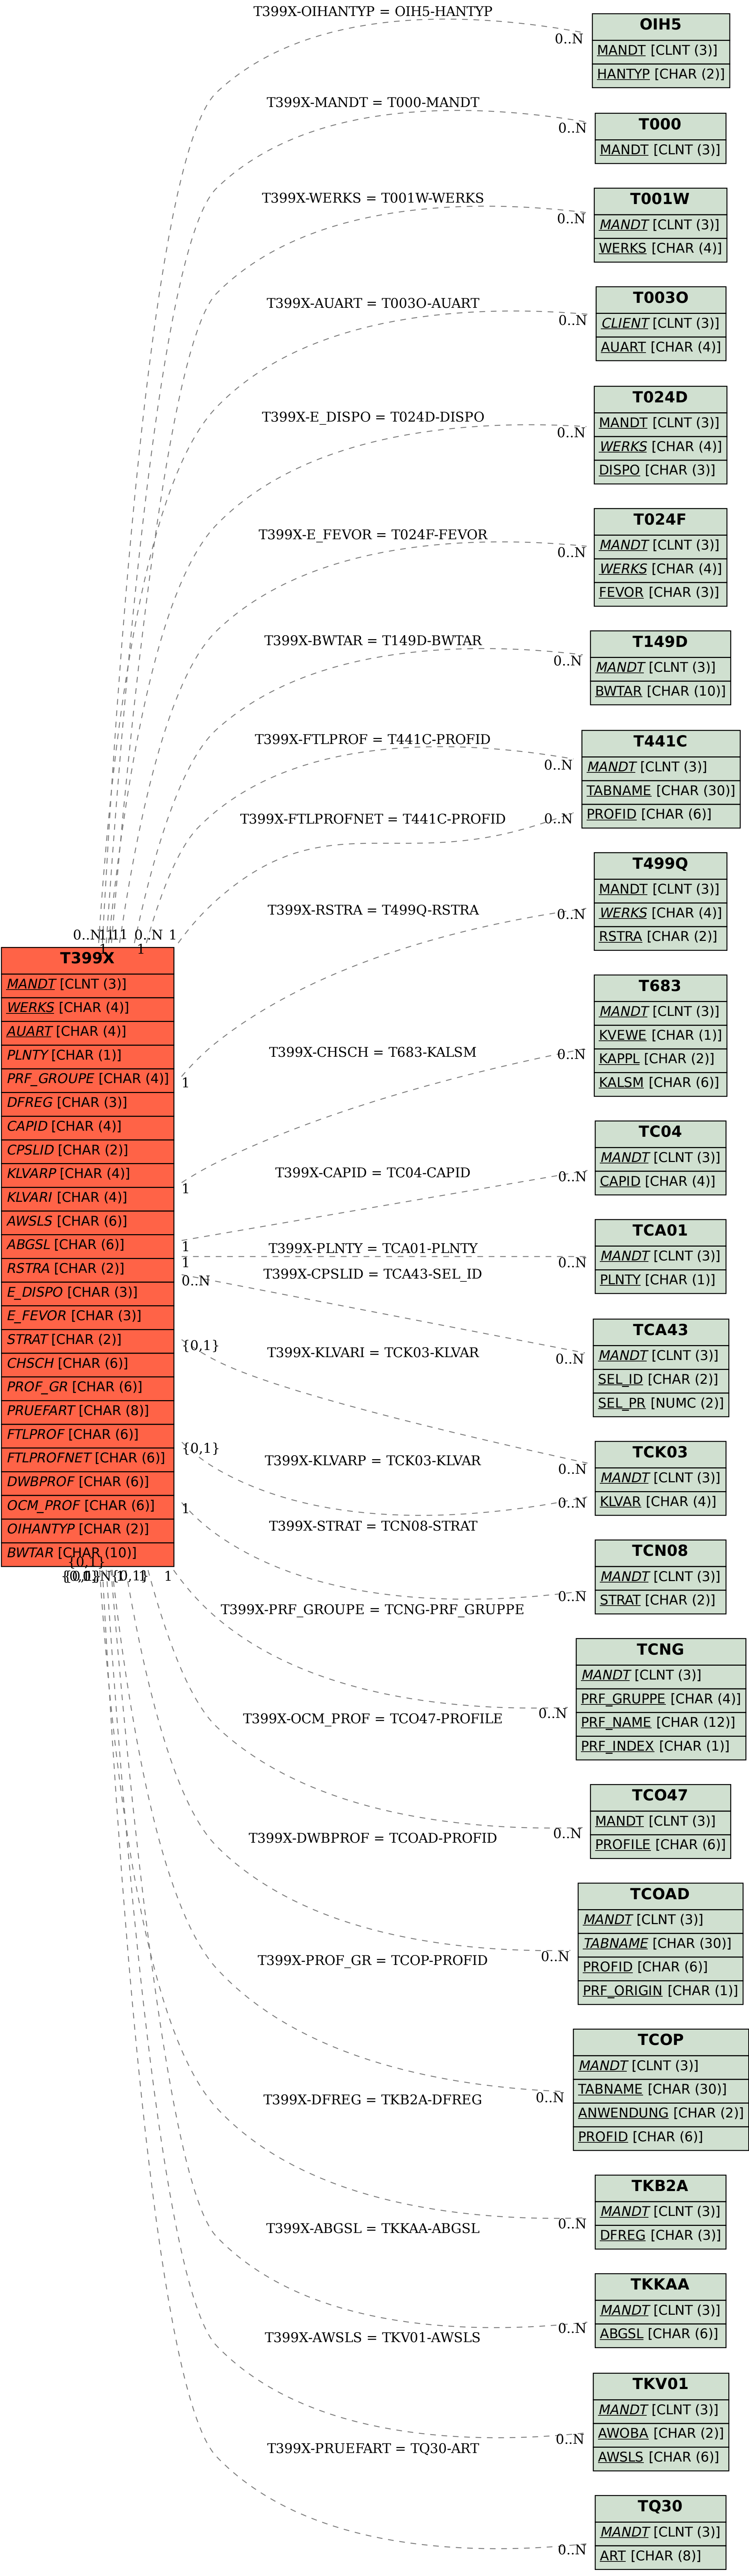 T399X-OIHANTYP = OIH5-HANTYP
OIH5
0..N
MANDT [CLNT (3)]
HANTYP [CHAR (2)]
T399X-MANDT = T000-MANDT
T000
0..N
MANDT [CLNT (3)]
T399X-WERKS = T001W-WERKS
T001W
0..N
MANDT [CLNT (3)]
WERKS [CHAR (4)]
T399X-AUART = T003O-AUART
T003O
0..N
CLIENT [CLNT (3)]
AUART [CHAR (4)]
T399X-E_DISPO = T024D-DISPO
T024D
0..N
MANDT [CLNT (3)]
WERKS [CHAR (4)]
DISPO [CHAR (3)]
T399X-E_FEVOR = T024F-FEVOR
T024F
0..N
MANDT [CLNT (3)]
WERKS [CHAR (4)]
FEVOR [CHAR (3)]
T399X-BWTAR = T149D-BWTAR
T149D
0..N
MANDT [CLNT (3)]
BWTAR [CHAR (10)]
T399X-FTLPROF = T441C-PROFID
T441C
0..N
MANDT [CLNT (3)]
TABNAME [CHAR (30)]
PROFID [CHAR (6)]
T399X-FTLPROFNET = T441C-PROFID
0..N
T399X-RSTRA = T499Q-RSTRA
T499Q
0..N
MANDT [CLNT (3)]
WERKS [CHAR (4)]
RSTRA [CHAR (2)]
0..N
0..N 1
1
1
T399X
MANDT [CLNT (3)]
WERKS [CHAR (4)]
AUART [CHAR (4)]
PLNTY [CHAR (1)]
PRF_GROUPE [CHAR (4)]
DFREG [CHAR (3)]
CAPID [CHAR (4)]
CPSLID [CHAR (2)]
KLVARP [CHAR (4)]
KLVARI [CHAR (4)]
AWSLS [CHAR (6)]
ABGSL [CHAR (6)]
RSTRA [CHAR (2)]
E_DISPO [CHAR (3)]
E_FEVOR [CHAR (3)]
STRAT [CHAR (2)]
CHSCH [CHAR (6)]
PROF_GR [CHAR (6)]
PRUEFART [CHAR (8)]
FTLPROF [CHAR (6)]
FTLPROFNET [CHAR (6)]
DWBPROF [CHAR (6)]
OCM_PROF [CHAR (6)]
OIHANTYP [CHAR (2)]
BWTAR [CHAR (10)]
1
1
1
1
0..N
{0,1}
{0,1}
1
{0,1}
{0,1}
1
T399X-CHSCH = T683-KALSM
T683
0..N
MANDT [CLNT (3)]
KVEWE [CHAR (1)]
KAPPL [CHAR (2)]
KALSM [CHAR (6)]
T399X-CAPID = TC04-CAPID
TC04
0..N
MANDT [CLNT (3)]
CAPID [CHAR (4)]
T399X-PLNTY = TCA01-PLNTY
TCA01
0..N
MANDT [CLNT (3)]
PLNTY [CHAR (1)]
T399X-CPSLID = TCA43-SEL_ID
TCA43
0..N
MANDT [CLNT (3)]
SEL_ID [CHAR (2)]
SEL_PR [NUMC (2)]
T399X-KLVARI = TCK03-KLVAR
TCK03
0..N
MANDT [CLNT (3)]
KLVAR [CHAR (4)]
T399X-KLVARP = TCK03-KLVAR
0..N
T399X-STRAT = TCN08-STRAT
TCN08
0..N
MANDT [CLNT (3)]
STRAT [CHAR (2)]
T399X-PRF_GROUPE = TCNG-PRF_GRUPPE
TCNG
0..N
MANDT [CLNT (3)]
PRF_GRUPPE [CHAR (4)]
PRF_NAME [CHAR (12)]
PRF_INDEX [CHAR (1)]
T399X-OCM_PROF = TCO47-PROFILE
TCO47
0..N
MANDT [CLNT (3)]
PROFILE [CHAR (6)]
T399X-DWBPROF = TCOAD-PROFID
TCOAD
0..N
MANDT [CLNT (3)]
TABNAME [CHAR (30)]
PROFID [CHAR (6)]
PRF_ORIGIN [CHAR (1)]
T399X-PROF_GR = TCOP-PROFID
TCOP
0..N
MANDT [CLNT (3)]
TABNAME [CHAR (30)]
ANWENDUNG [CHAR (2)]
PROFID [CHAR (6)]
T399X-DFREG = TKB2A-DFREG
TKB2A
0..N
MANDT [CLNT (3)]
DFREG [CHAR (3)]
T399X-ABGSL = TKKAA-ABGSL
TKKAA
0..N
MANDT [CLNT (3)]
ABGSL [CHAR (6)]
T399X-AWSLS = TKV01-AWSLS
TKV01
0..N
MANDT [CLNT (3)]
AWOBA [CHAR (2)]
AWSLS [CHAR (6)]
T399X-PRUEFART = TQ30-ART
TQ30
0..N
MANDT [CLNT (3)]
ART [CHAR (8)]